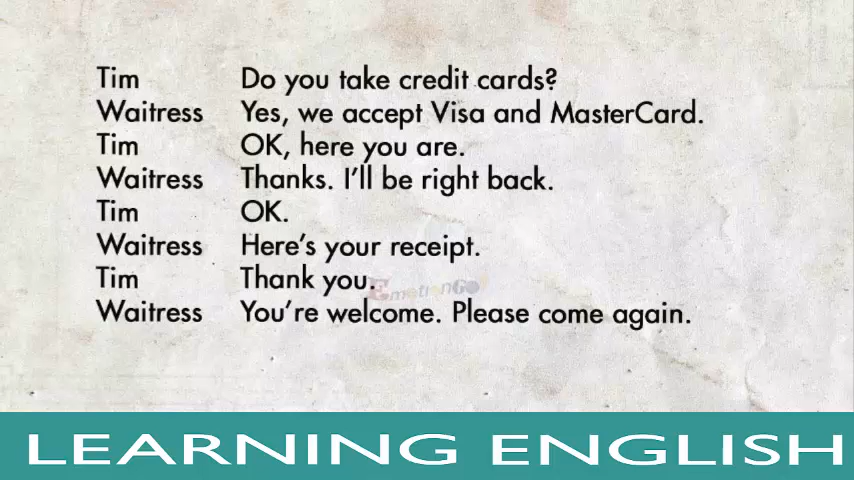 Tim Do you take credit cards?
Waitress Yes, we accept Visa and MasterCard.
Tim OK, here you are.
Waitress Thanks. I'll be right back.
Tim OK.
Waitress Here's your receipt.
Tim Thank you.
EmotionGO
Waitress You're welcome. Please come again.
LEARNING ENGLISH